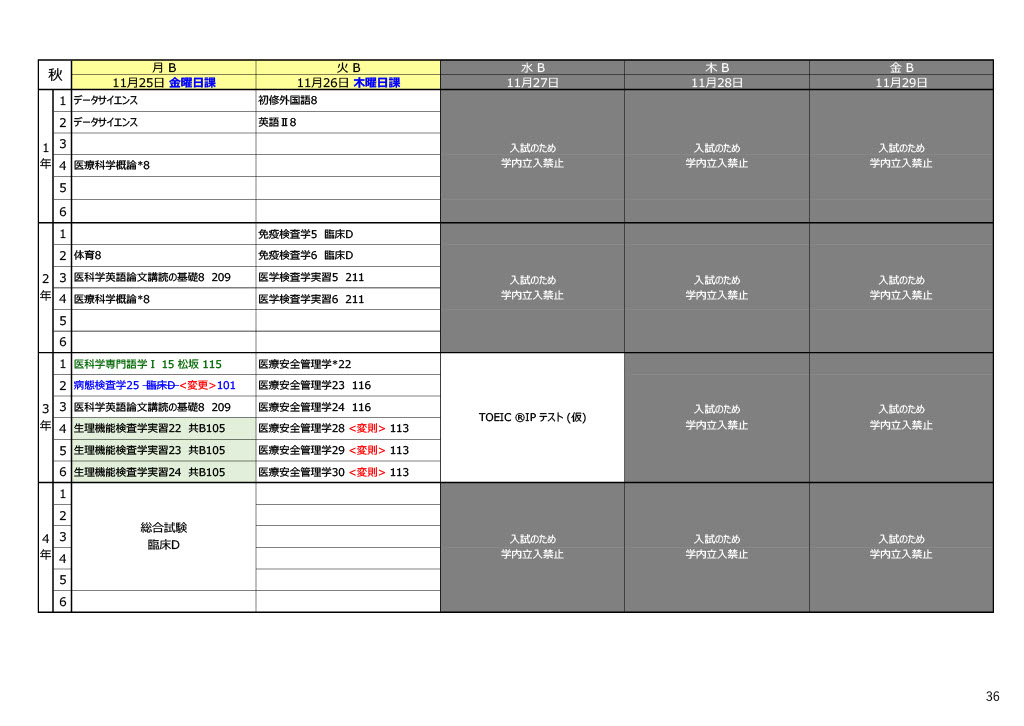 秋 月 B 火 B 水 B 木 B 金 B
11月25日 金曜日課 11月26日 木曜日課 11月27日 11月28日 11月29日
1年
1 データサイエンス 初修外国語8
2 データサイエンス 英語Ⅱ8
3
4 医療科学概論*8
5
6
入試のため
学内立入禁止
入試のため
学内立入禁止
入試のため
学内立入禁止
2年
1 免疫検査学5 臨床D
2 体育8 免疫検査学6 臨床D
3 医科学英語論文講読の基礎8 209 医学検査学実習5 211
4 医療科学概論*8 医学検査学実習6 211
5
6
入試のため
学内立入禁止
入試のため
学内立入禁止
入試のため
学内立入禁止
3年
1 医科学専門語学Ⅰ 15 松坂 115 医療安全管理学*22
2 病態検査学25 臨床D <変更>101 医療安全管理学23 116
3 医科学英語論文講読の基礎8 209 医療安全管理学24 116
4 生理機能検査学実習22 共B105 医療安全管理学28 <変則> 113
5 生理機能検査学実習23 共B105 医療安全管理学29 <変則> 113
6 生理機能検査学実習24 共B105 医療安全管理学30 <変則> 113
TOEIC ®IP テスト (仮)
入試のため
学内立入禁止
入試のため
学内立入禁止
4年
1
2
3
4
5
6
総合試験
臨床D
入試のため
学内立入禁止
入試のため
学内立入禁止
入試のため
学内立入禁止
36